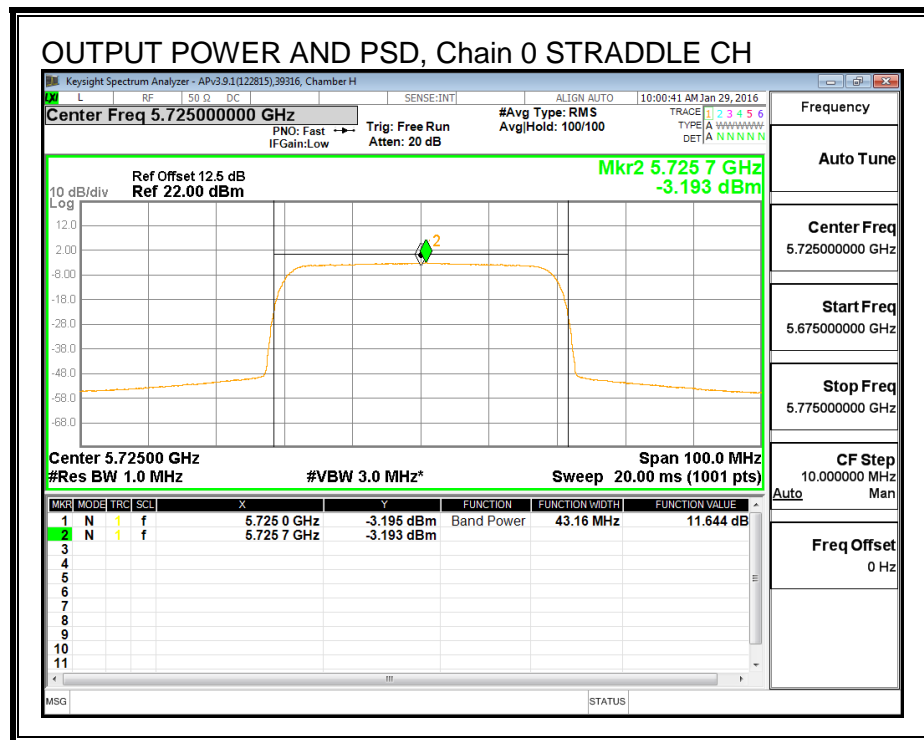 OUTPUT POWER AND PSD, Chain 0 STRADDLE CH
Keysight Spectrum Analyzer - APv3.9.1(122815),39316, Chamber H
LXI L RF 50 Ω DC SENSE:INT ALIGN AUTO 10:00:41 AM Jan 29, 2016
Center Freq 5.725000000 GHz
PNO: Fast
IFGain:Low
Trig: Free Run
Atten: 20 dB
#Avg Type: RMS
Avg|Hold: 100/100
TRACE 1 2 3 4 5 6
TYPE A WWWWW
DET A N N N N N
Frequency
Auto Tune
Center Freq
5.725000000 GHz
Start Freq
5.675000000 GHz
Stop Freq
5.775000000 GHz
CF Step
10.000000 MHz
Auto Man
Freq Offset
0 Hz
Mkr2 5.725 7 GHz
-3.193 dBm
Ref Offset 12.5 dB
10 dB/div Ref 22.00 dBm
Log
12.0
2.00
-8.00
-18.0
-28.0
-38.0
-48.0
-58.0
-68.0
2
Center 5.72500 GHz Span 100.0 MHz
#Res BW 1.0 MHz #VBW 3.0 MHz* Sweep 20.00 ms (1001 pts)
MKR MODE TRC SCL X Y FUNCTION FUNCTION WIDTH FUNCTION VALUE
1 N 1 f 5.725 0 GHz -3.195 dBm Band Power 43.16 MHz 11.644 dB
2 N 1 f 5.725 7 GHz -3.193 dBm
3
4
5
6
7
8
9
10
11
MSG STATUS